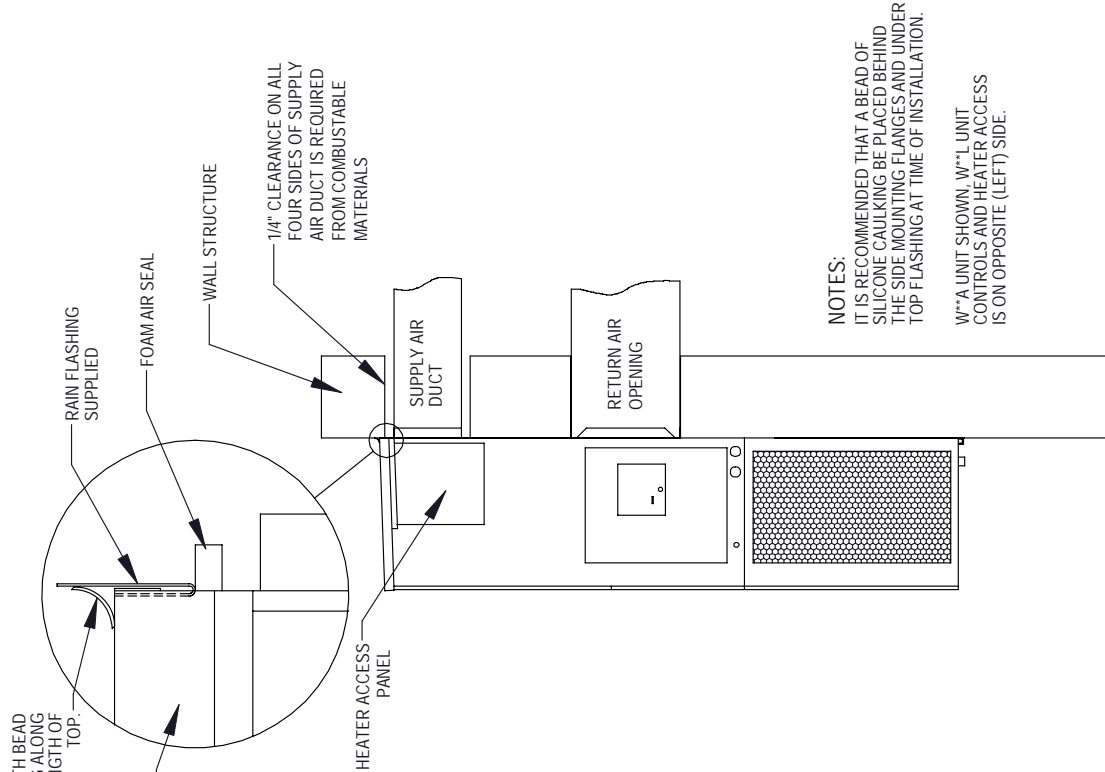 RAIN FLASHING
SUPPLIED
FOAM AIR SEAL
WALL STRUCTURE
1/4" CLEARANCE ON ALL
FOUR SIDES OF SUPPLY
AIR DUCT IS REQUIRED
FROM COMBUSTABLE
MATERIALS
BEAD
ALONG
OF
TOP.
SUPPLY AIR
DUCT
RETURN AIR
OPENING
HEATER ACCESS
PANEL
NOTES:
IT IS RECOMMENDED THAT A BEAD OF
SILICONE CAULKING BE PLACED BEHIND
THE SIDE MOUNTING FLANGES AND UNDER
TOP FLASHING AT TIME OF INSTALLATION.
W**A UNIT SHOWN, W**L UNIT
CONTROLS AND HEATER ACCESS
IS ON OPPOSITE (LEFT) SIDE.